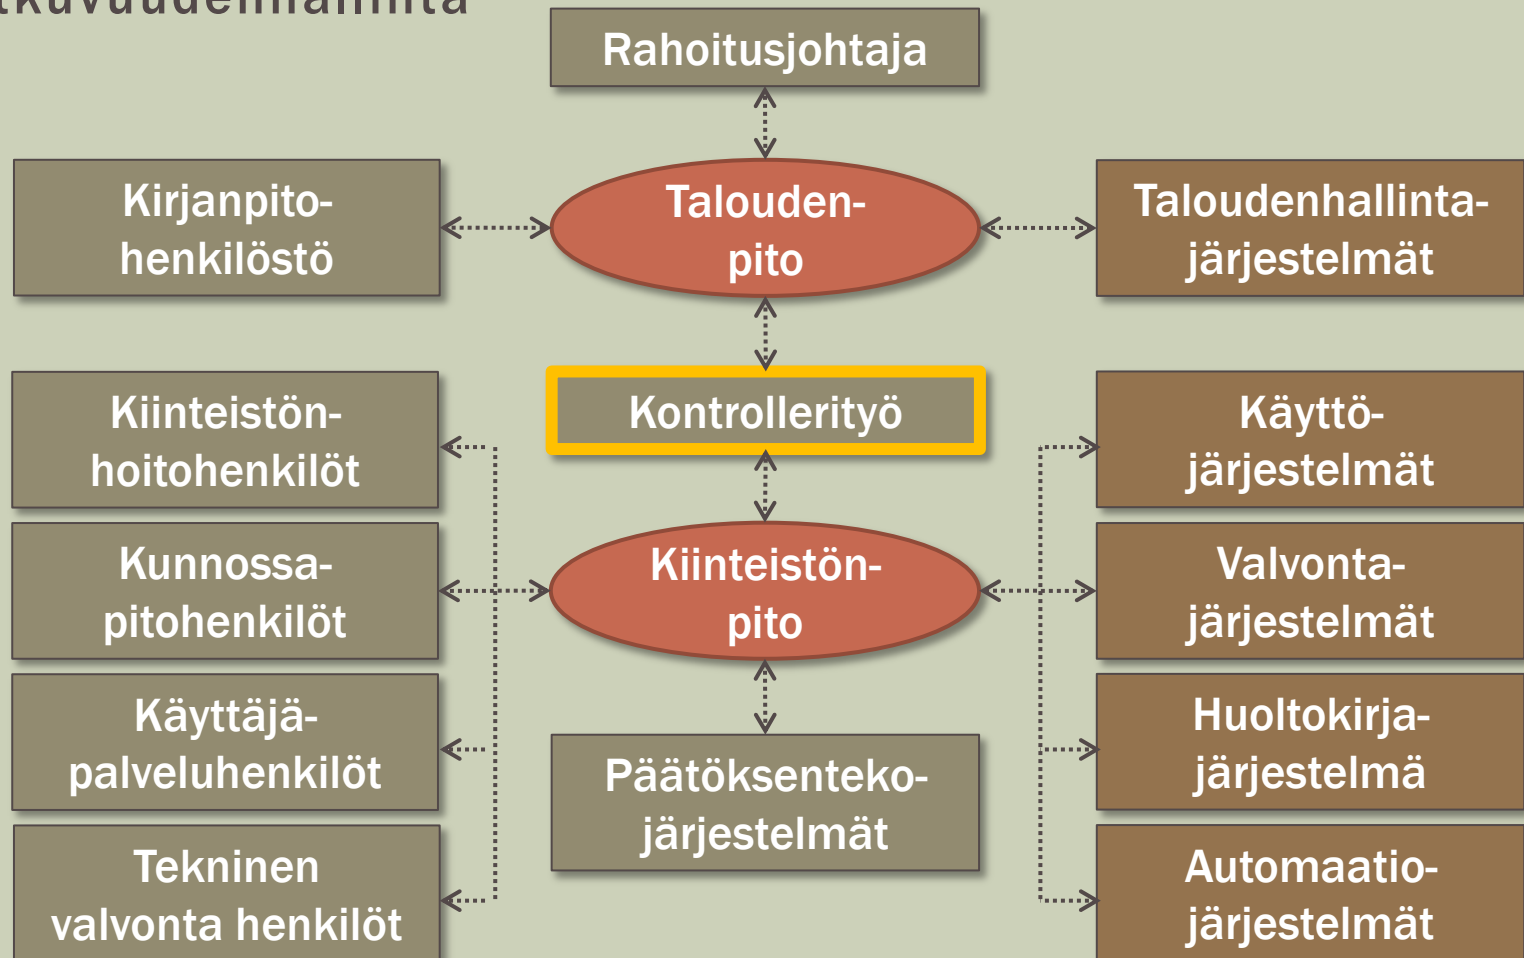 Rahoitusjohtaja
Kirjanpito-
henkilöstö
Talouden-
pito
Taloudenhallinta-
järjestelmät
Kiinteistön-
hoitohenkilöt
Kontrollerityö
Käyttö-
järjestelmät
Kunnossa-
pitohenkilöt
Kiinteistön-
pito
Valvonta-
järjestelmät
Käyttäjä-
palveluhenkilöt
Päätöksenteko-
järjestelmät
Huoltokirja-
järjestelmä
Tekninen
valvonta henkilöt
Automaatio-
järjestelmät